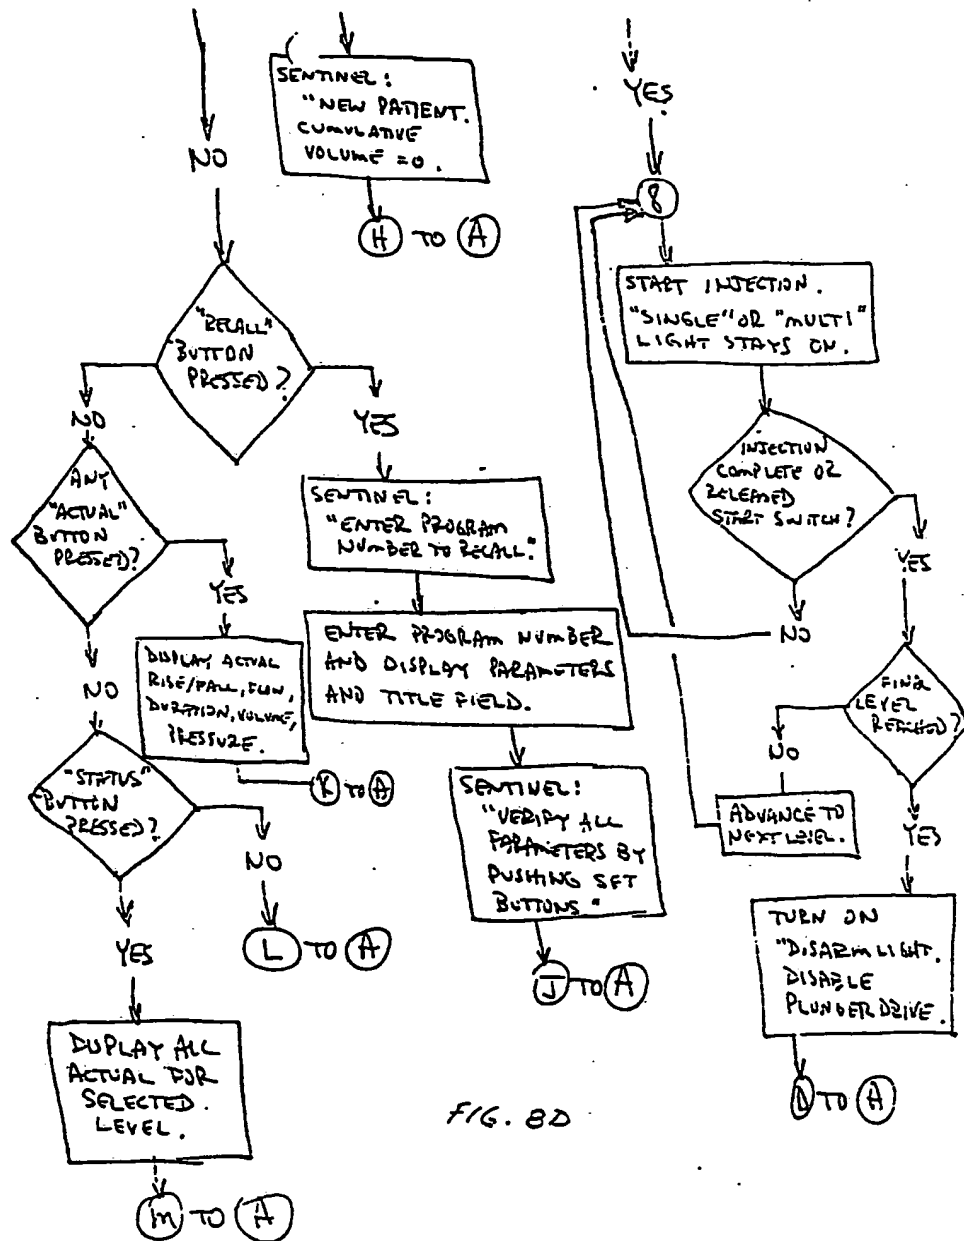 NO
SENTINEL:
"NEW PATIENT.
CUMULATIVE
VOLUME = 0.
H TO A
"RECALL"
BUTTON
PRESSED?
NO
YES
ANY
"ACTUAL"
BUTTON
PRESSED?
YES
NO
DISPLAY ACTUAL
RISE/FALL, FLOW,
DURATION, VOLUME,
PRESSURE.
K TO A
"STATUS"
BUTTON
PRESSED?
NO
L TO A
YES
DISPLAY ALL
ACTUAL FOR
SELECTED.
LEVEL.
M TO A
SENTINEL:
"ENTER PROGRAM
NUMBER TO RECALL."
ENTER PROGRAM NUMBER
AND DISPLAY PARAMETERS
AND TITLE FIELD.
SENTINEL:
"VERIFY ALL
PARAMETERS BY
PUSHING SET
BUTTONS"
J TO A
YES
8
START INJECTION.
"SINGLE" OR "MULTI"
LIGHT STAYS ON.
INJECTION
COMPLETE OR
RELEASED
START SWITCH?
NO
YES
FINAL
LEVEL
REACHED?
NO
ADVANCE TO
NEXT LEVEL.
YES
TURN ON
"DISARM LIGHT.
DISABLE
PLUNGER DRIVE.
D TO A
FIG. 8D